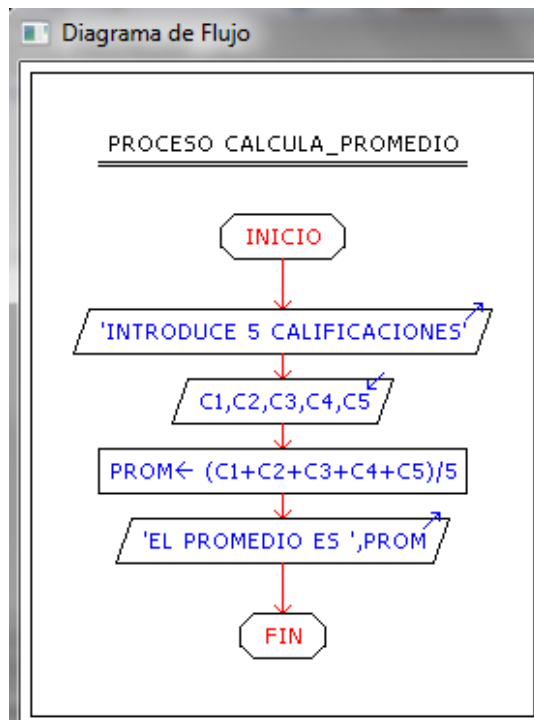 Diagrama de Flujo
PROCESO CALCULA_PROMEDIO
INICIO
'INTRODUCE 5 CALIFICACIONES'
C1,C2,C3,C4,C5
PROM← (C1+C2+C3+C4+C5)/5
'EL PROMEDIO ES ',PROM
FIN